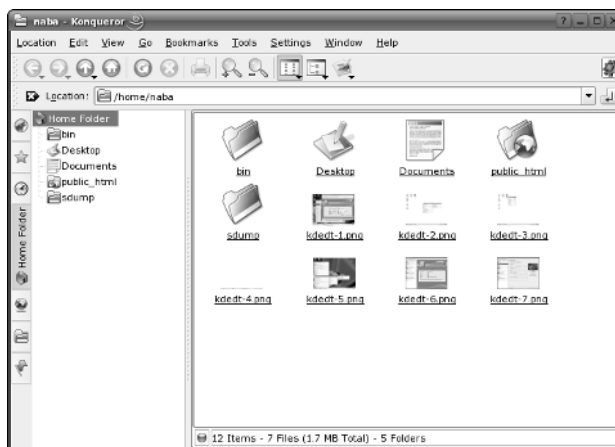 naba - Konqueror
Location Edit View Go Bookmarks Tools Settings Window Help
Location: /home/naba
Home Folder
Home Folder
bin
Desktop
Documents
public_html
sdump
bin Desktop Documents public_html
sdump kdedt-1.png kdedt-2.png kdedt-3.png
kdedt-4.png kdedt-5.png kdedt-6.png kdedt-7.png
12 Items - 7 Files (1.7 MB Total) - 5 Folders